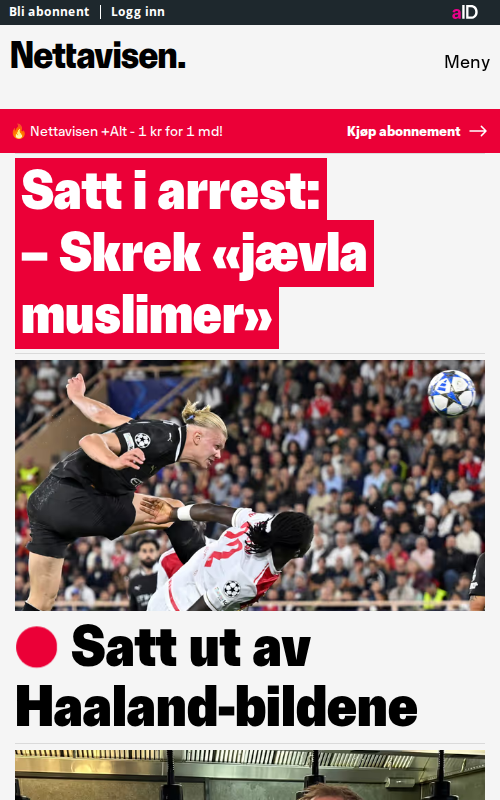 Bli abonnent
Logg inn
aID
Nettavisen.
Meny
🔥 Nettavisen +Alt - 1 kr for 1 md!
Kjøp abonnement →
Satt i arrest:
– Skrek «jævla
muslimer»
Satt ut av
Haaland-bildene